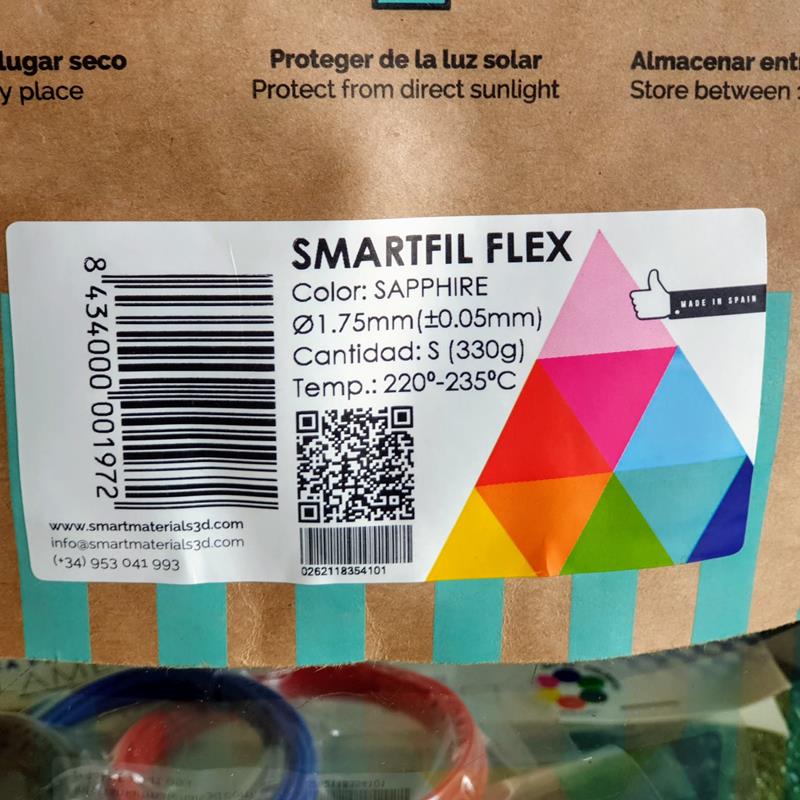 lugar seco
y place
Proteger de la luz solar
Protect from direct sunlight
Almacenar ent
Store between
SMARTFIL FLEX
Color: SAPPHIRE
Ø1.75mm(±0.05mm)
Cantidad: S (330g)
Temp.: 220º-235ºC
MADE IN SPAIN
8 434000 001972
www.smartmaterials3d.com
info@smartmaterials3d.com
(+34) 953 041 993
0262118354101